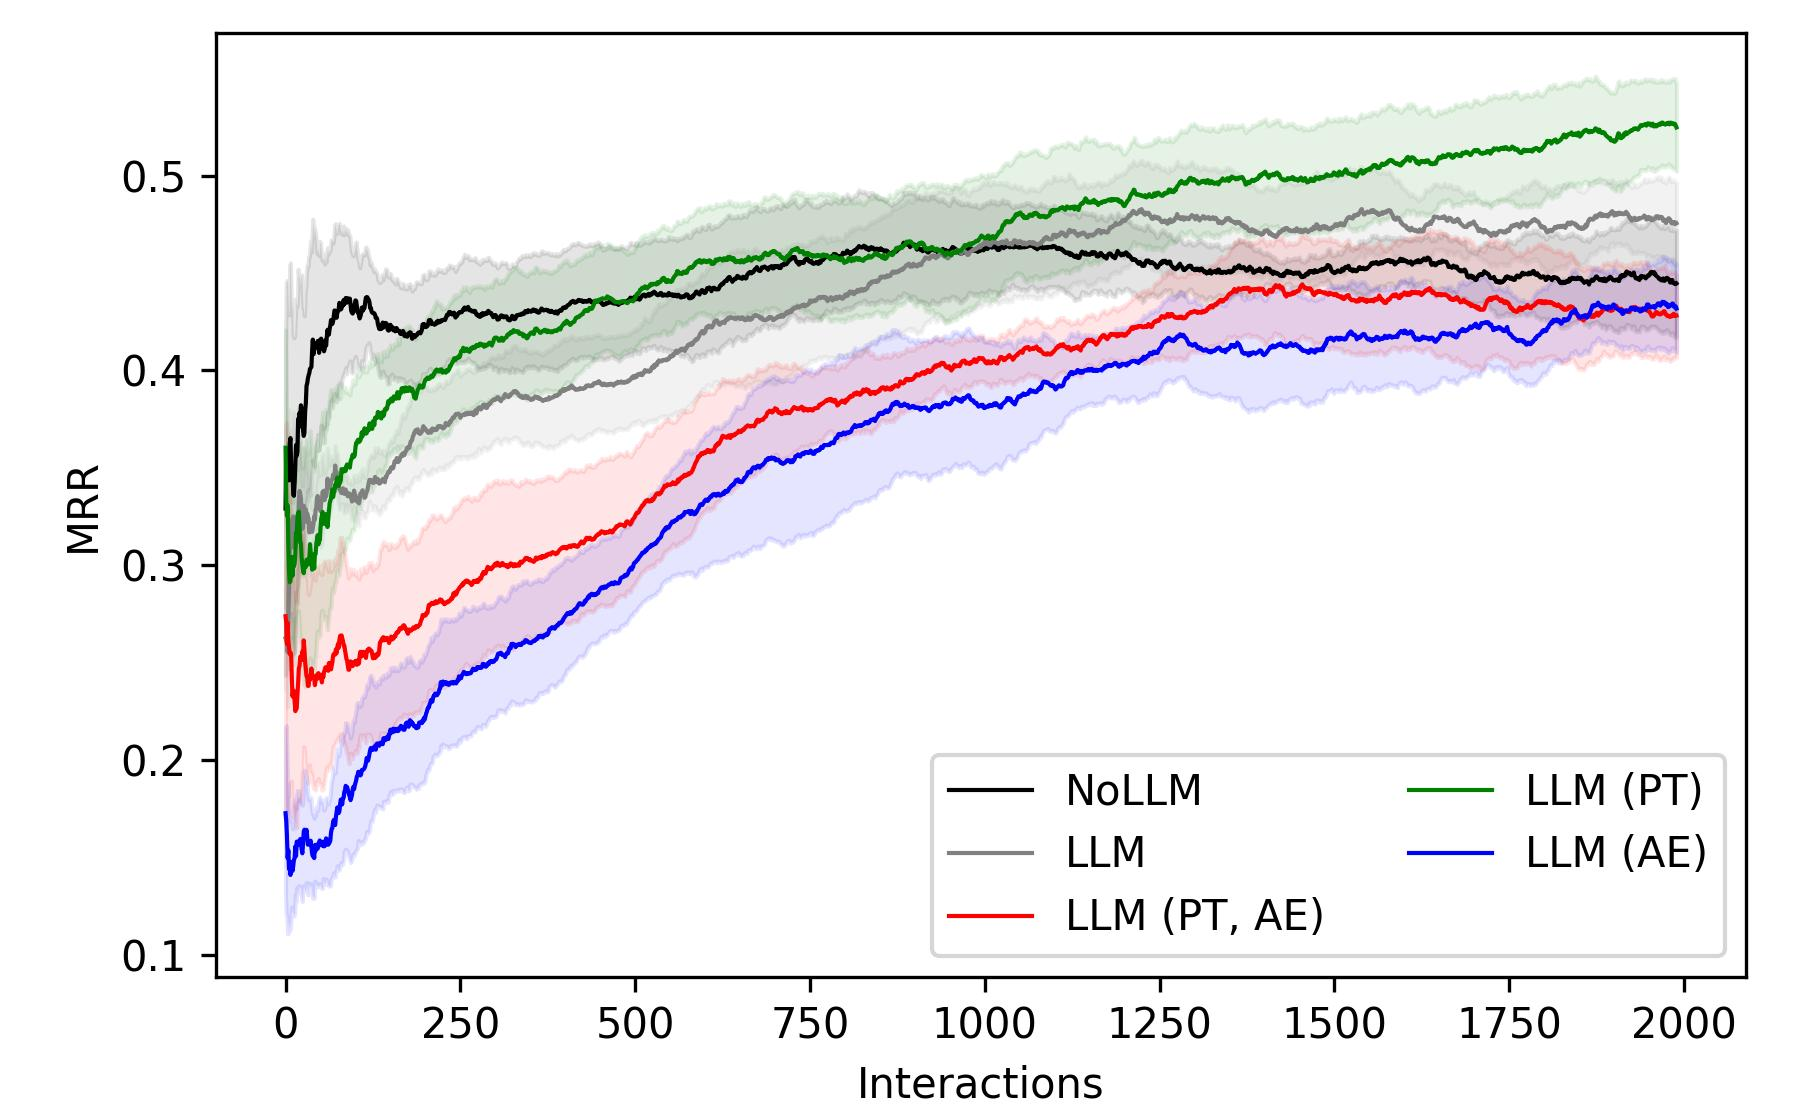 MRR
0.5
0.4
0.3
0.2
0.1
NoLLM
LLM
LLM (PT, AE)
LLM (PT)
LLM (AE)
0 250 500 750 1000 1250 1500 1750 2000
Interactions